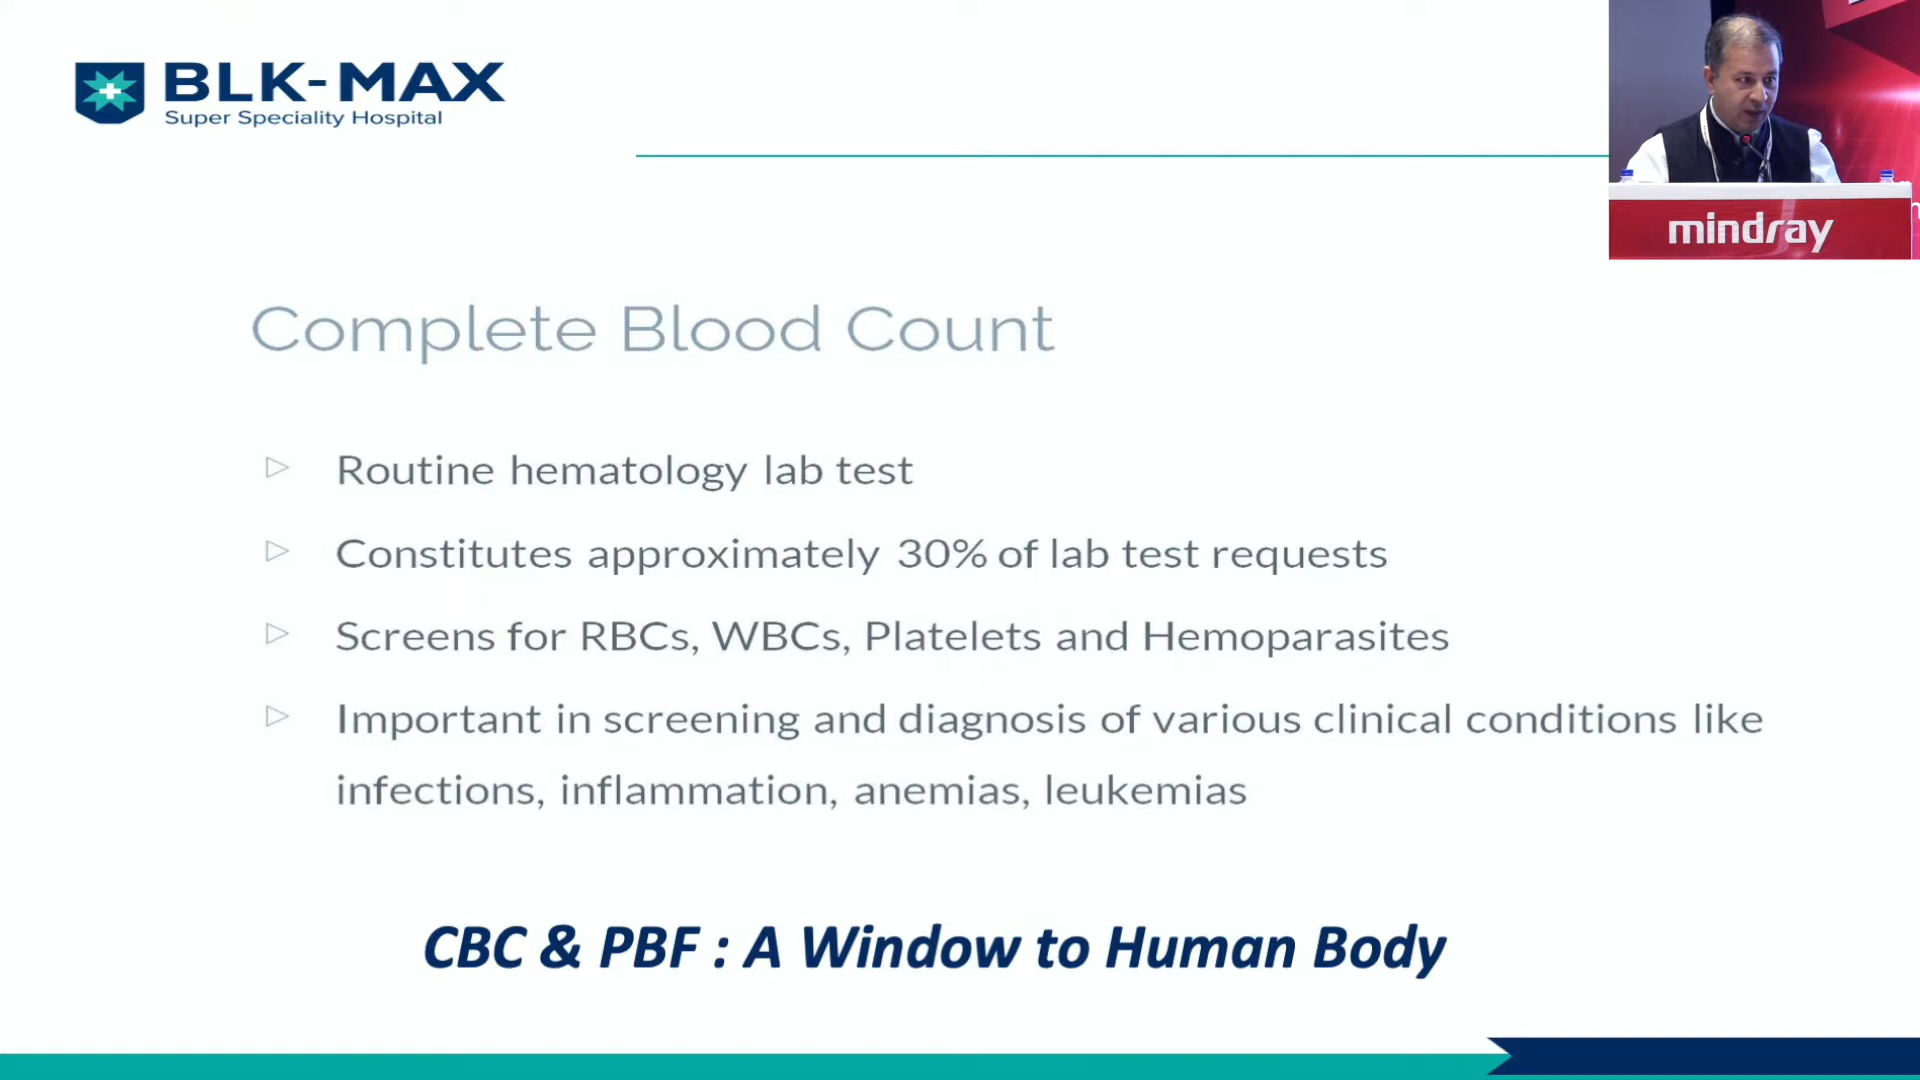 BLK-MAX
Super Speciality Hospital
mindray
Complete Blood Count
Routine hematology lab test
Constitutes approximately 30% of lab test requests
Screens for RBCs, WBCs, Platelets and Hemoparasites
Important in screening and diagnosis of various clinical conditions like
infections, inflammation, anemias, leukemias
CBC & PBF : A Window to Human Body